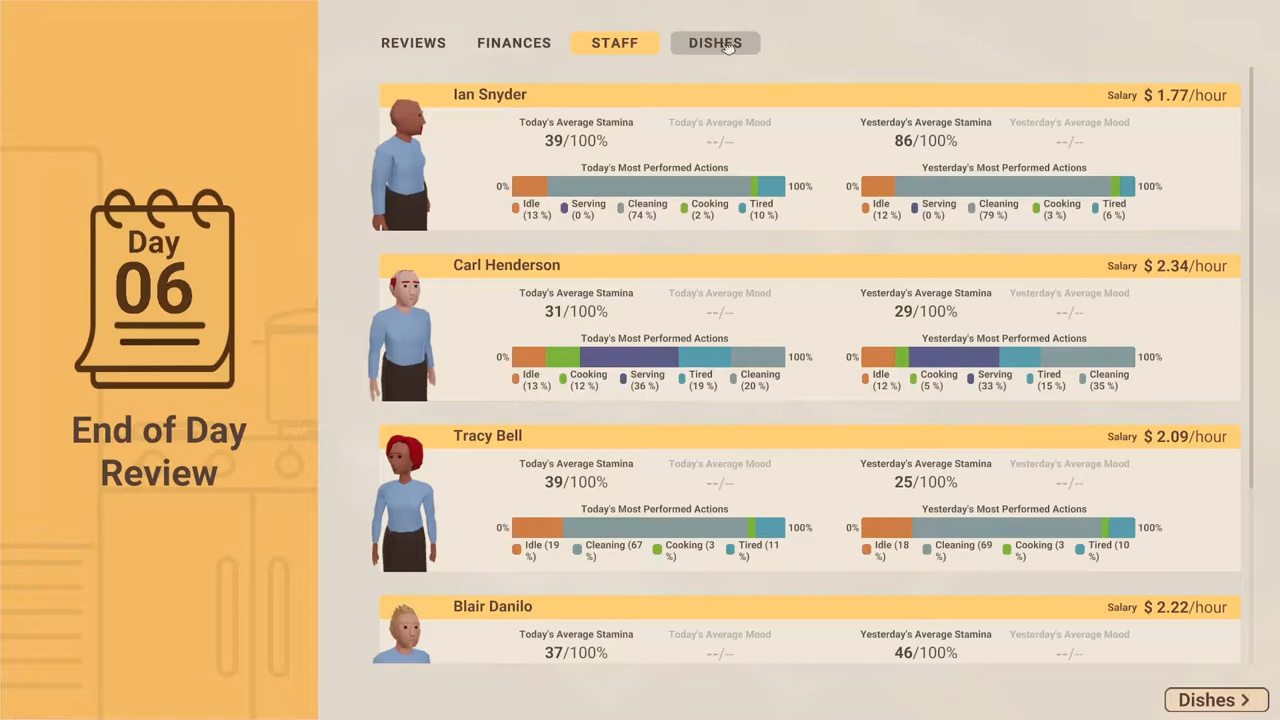 REVIEWS FINANCES STAFF DISHES
Day
06
End of Day
Review
Ian Snyder Salary $ 1.77/hour
Today's Average Stamina Today's Average Mood Yesterday's Average Stamina Yesterday's Average Mood
39/100% --/-- 86/100% --/--
Today's Most Performed Actions Yesterday's Most Performed Actions
0% 100% 0% 100%
Idle Serving Cleaning Cooking Tired Idle Serving Cleaning Cooking Tired
(13 %) (0 %) (74 %) (2 %) (10 %) (12 %) (0 %) (79 %) (3 %) (6 %)
Carl Henderson Salary $ 2.34/hour
Today's Average Stamina Today's Average Mood Yesterday's Average Stamina Yesterday's Average Mood
31/100% --/-- 29/100% --/--
Today's Most Performed Actions Yesterday's Most Performed Actions
0% 100% 0% 100%
Idle Cooking Serving Tired Cleaning Idle Cooking Serving Tired Cleaning
(13 %) (12 %) (36 %) (19 %) (20 %) (12 %) (5 %) (33 %) (15 %) (35 %)
Tracy Bell Salary $ 2.09/hour
Today's Average Stamina Today's Average Mood Yesterday's Average Stamina Yesterday's Average Mood
39/100% --/-- 25/100% --/--
Today's Most Performed Actions Yesterday's Most Performed Actions
0% 100% 0% 100%
Idle (19 Cleaning (67 Cooking (3 Tired (11 Idle (18 Cleaning (69 Cooking (3 Tired (10
%) %) %) %) %) %) %) %)
Blair Danilo Salary $ 2.22/hour
Today's Average Stamina Today's Average Mood Yesterday's Average Stamina Yesterday's Average Mood
37/100% --/-- 46/100% --/--
Dishes >